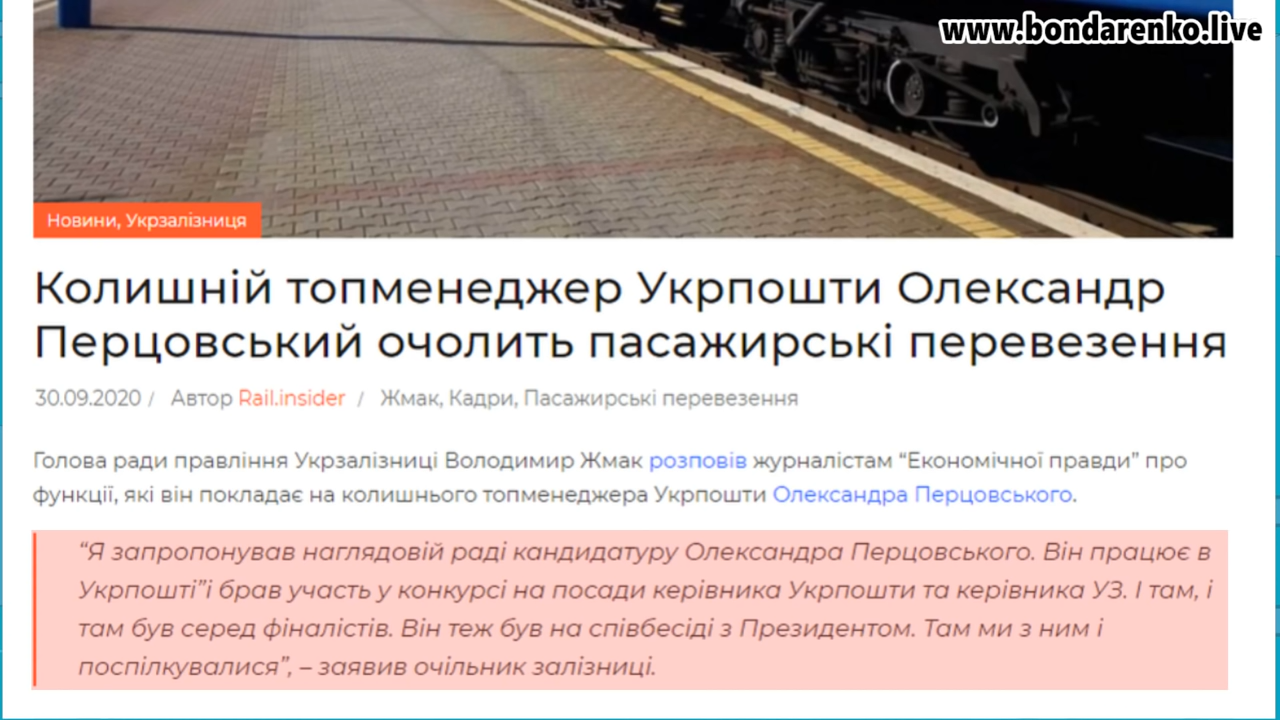 www.bondarenko.live
Новини, Укрзалізниця
Колишній топменеджер Укрпошти Олександр
Перцовський очолить пасажирські перевезення
30.09.2020 / Автор Rail.insider / Жмак, Кадри, Пасажирські перевезення
Голова ради правління Укрзалізниці Володимир Жмак розповів журналістам “Економічної правди” про
функції, які він покладає на колишнього топменеджера Укрпошти Олександра Перцовського.
“Я запропонував наглядовій раді кандидатуру Олександра Перцовського. Він працює в
Укрпошті”і брав участь у конкурсі на посади керівника Укрпошти та керівника УЗ. І там, і
там був серед фіналістів. Він теж був на співбесіді з Президентом. Там ми з ним і
поспілкувалися”, – заявив очільник залізниці.